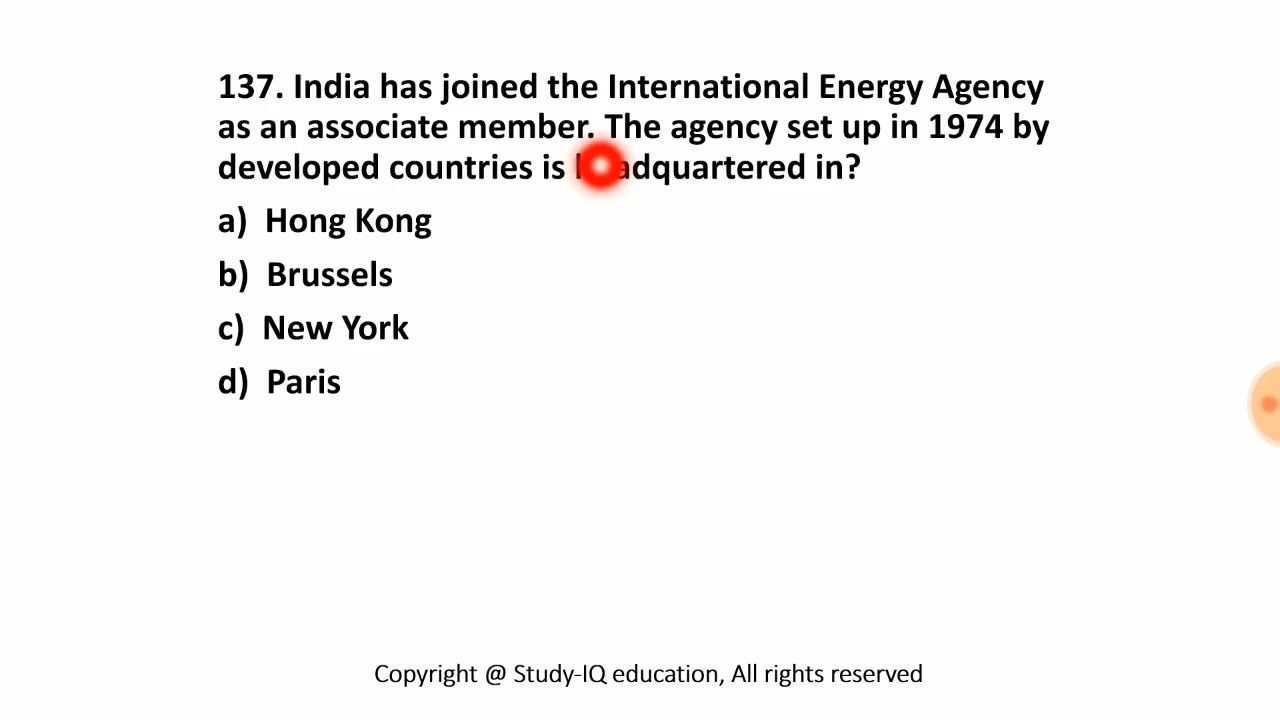 137. India has joined the International Energy Agency
as an associate member. The agency set up in 1974 by
developed countries is headquartered in?
a) Hong Kong
b) Brussels
c) New York
d) Paris
Copyright @ Study-IQ education, All rights reserved